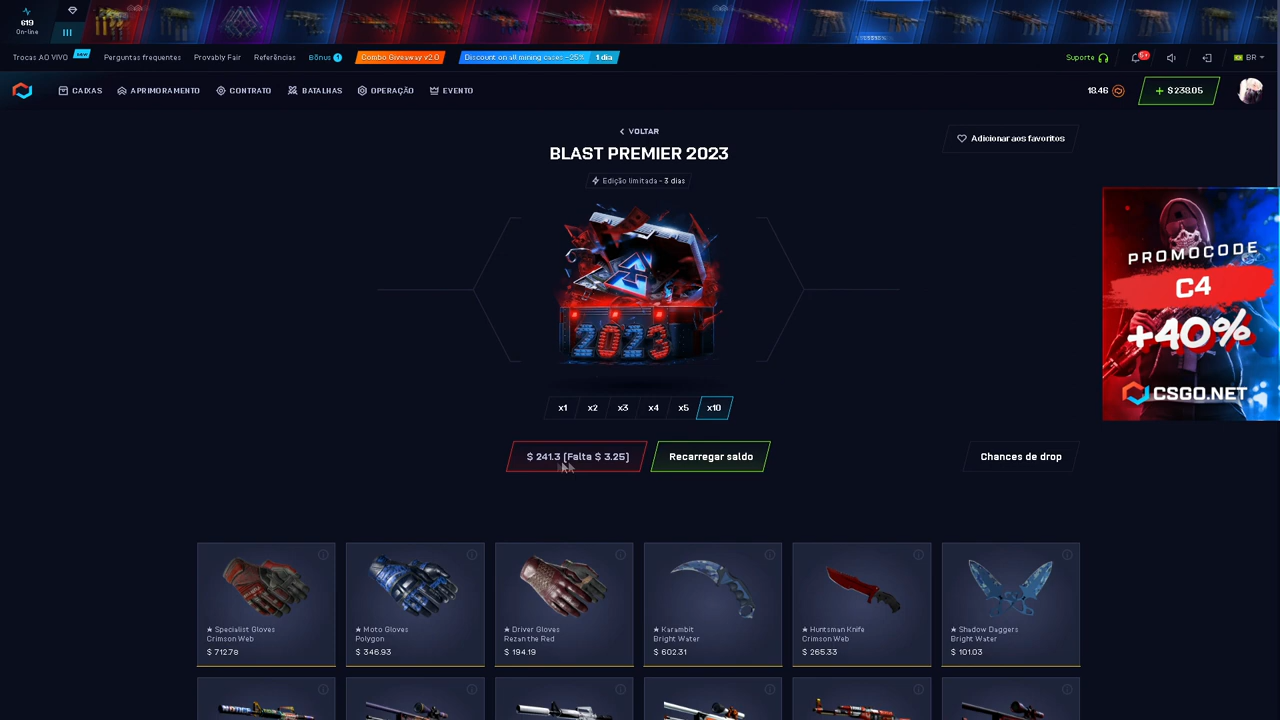 619
On-line
Trocas AO VIVO NEW
Perguntas frequentes
Provably Fair
Referências
Bônus
Combo Giveaway v2.0
Discount on all mining cases -25% 1 dia
Suporte
5+
BR
CAIXAS
APRIMORAMENTO
CONTRATO
BATALHAS
OPERAÇÃO
EVENTO
18.46
+ $ 238.05
VOLTAR
BLAST PREMIER 2023
Edição limitada - 3 dias
Adicionar aos favoritos
2023
PROMOCODE
C4
+40%
CSGO.NET
x1 x2 x3 x4 x5 x10
$ 241.3 (Falta $ 3.25)
Recarregar saldo
Chances de drop
★ Specialist Gloves
Crimson Web
$ 712.78
★ Moto Gloves
Polygon
$ 346.93
★ Driver Gloves
Rezan the Red
$ 194.19
★ Karambit
Bright Water
$ 602.31
★ Huntsman Knife
Crimson Web
$ 265.33
★ Shadow Daggers
Bright Water
$ 101.03